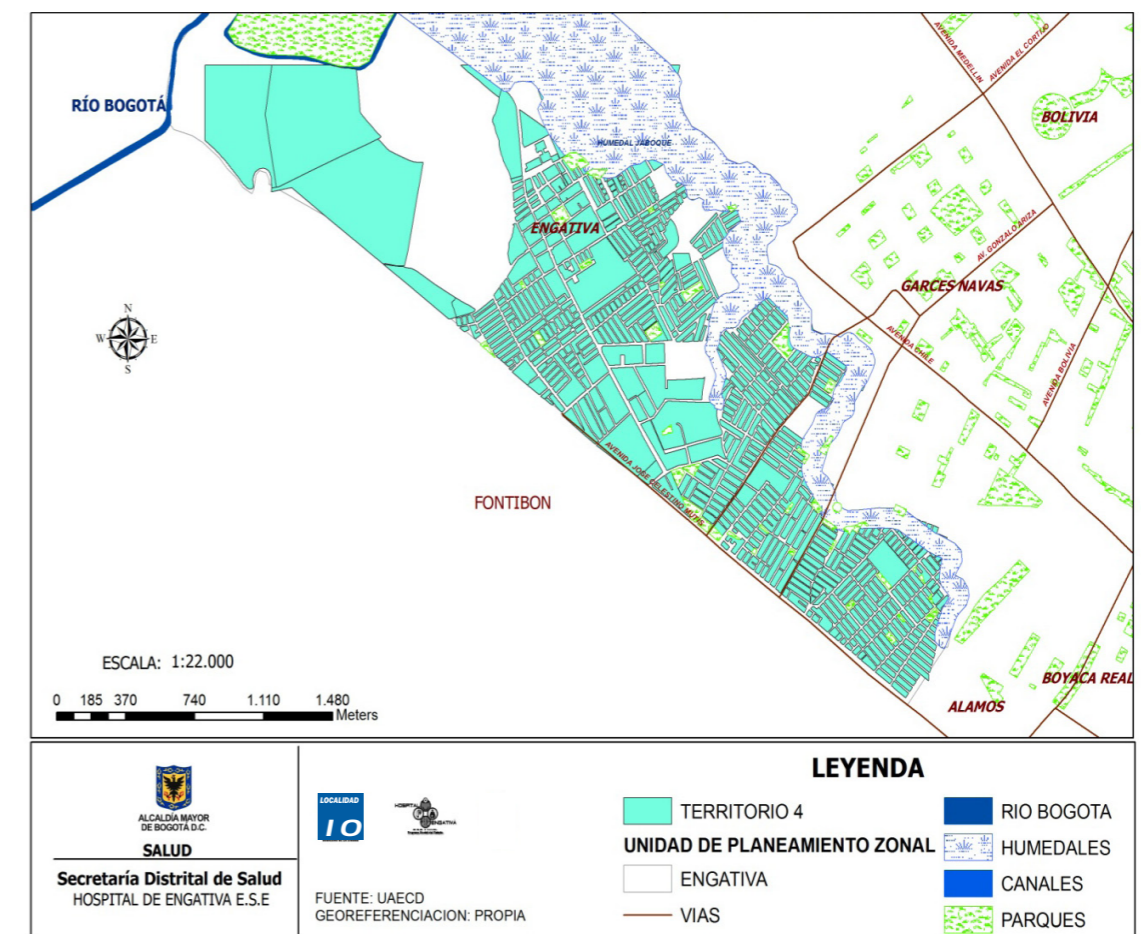 RÍO BOGOTÁ
HUMEDAL JABOQUE
ENGATIVA
AVENIDA MEDELLIN
AVENIDA EL CORTIJO
BOLIVIA
AV. GONZALO ARIZA
GARCES NAVAS
AVENIDA CHILE
AVENIDA BOLIVIA
N
W E
S
FONTIBON
AVENIDA JOSE CELESTINO MUTIS
BOYACA REAL
ALAMOS
ESCALA: 1:22.000
0 185 370 740 1.110 1.480
Meters
ALCALDÍA MAYOR
DE BOGOTÁ D.C.
SALUD
Secretaría Distrital de Salud
HOSPITAL DE ENGATIVA E.S.E
LOCALIDAD
10
HOSPITAL
ENGATIVÁ
FUENTE: UAECD
GEOREFERENCIACION: PROPIA
LEYENDA
TERRITORIO 4
UNIDAD DE PLANEAMIENTO ZONAL
ENGATIVA
VIAS
RIO BOGOTA
HUMEDALES
CANALES
PARQUES